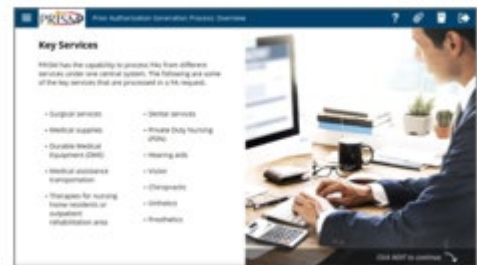 PRISM Prior Authorization Generation Process: Overview
Key Services
PRISM has the capability to process PAs from different
services under one central system. The following are some
of the key services that are processed in a PA request.
• Surgical services
• Medical supplies
• Durable Medical
Equipment (DME)
• Medical assistance
transportation
• Therapies for nursing
home residents or
outpatient
rehabilitation area
• Dental services
• Private Duty Nursing
(PDN)
• Hearing aids
• Vision
• Chiropractic
• Orthotics
• Prosthetics
Click NEXT to continue